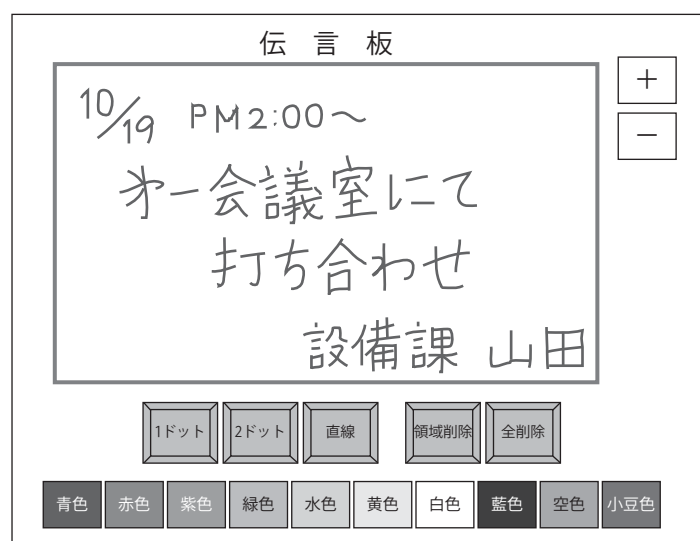 伝 言 板
+
−
10/19 PM2:00〜
第一会議室にて
打ち合わせ
設備課 山田
1ドット 2ドット 直線 領域削除 全削除
青色 赤色 紫色 緑色 水色 黄色 白色 藍色 空色 小豆色